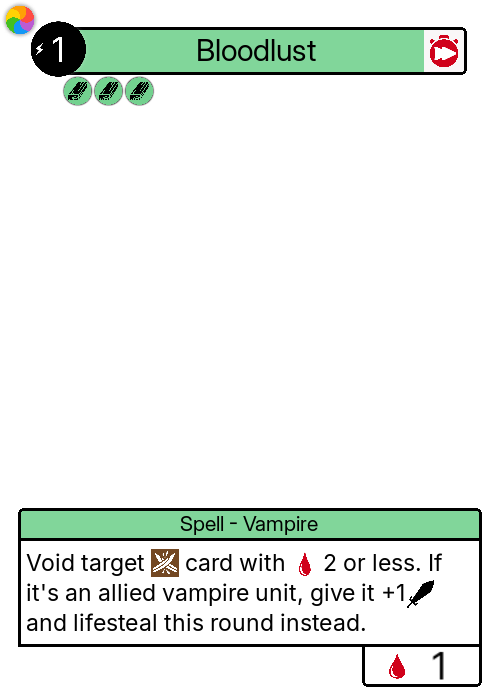 1
Bloodlust
Spell - Vampire
Void target card with 2 or less. If
it's an allied vampire unit, give it +1
and lifesteal this round instead.
1